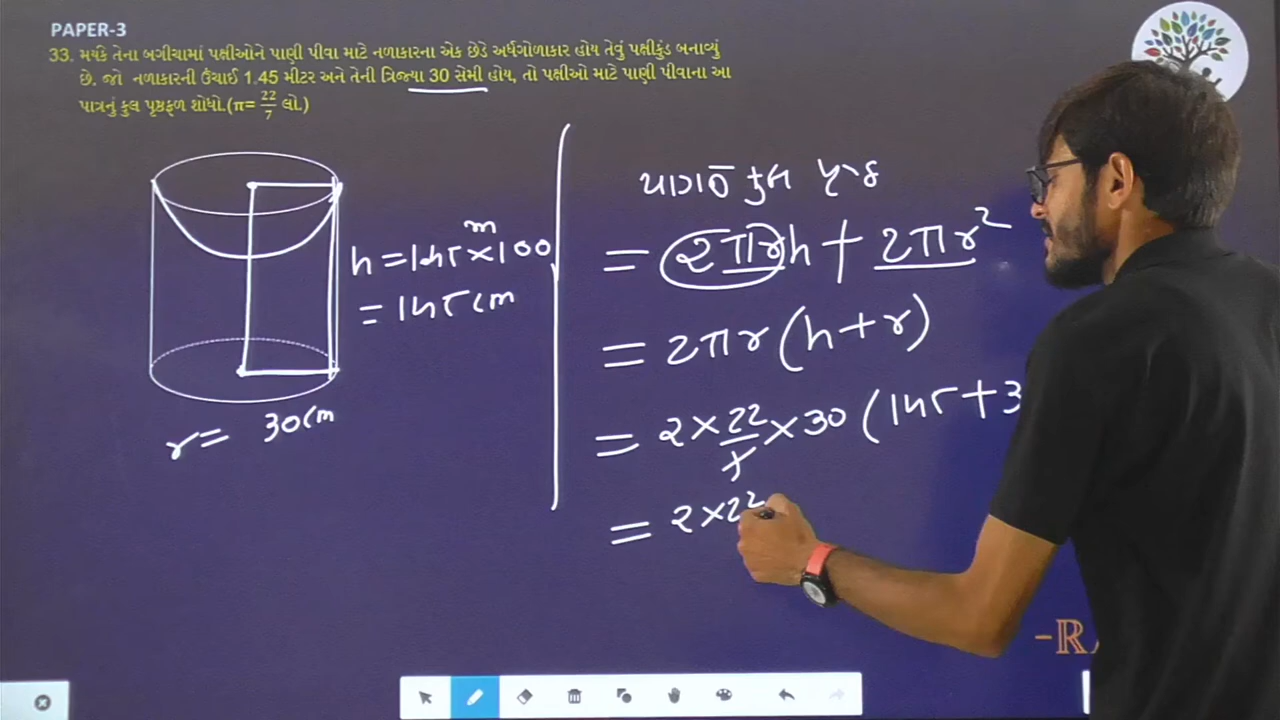 PAPER-3
33. મયંકે તેના બગીચામાં પક્ષીઓને પાણી પીવા માટે નળાકારના એક છેડે અર્ધગોળાકાર હોય તેવું પક્ષીકુંડ બનાવ્યું
છે. જો નળાકારની ઉંચાઈ 1.45 મીટર અને તેની ત્રિજ્યા 30 સેમી હોય, તો પક્ષીઓ માટે પાણી પીવાના આ
પાત્રનું કુલ પૃષ્ઠફળ શોધો.(π= 22/7 લો.)
h = 1.45 m × 100
= 145 cm
r = 30 cm
કુલ
= 2πrh + 2πr²
= 2πr (h + r)
= 2 × 22/7 × 30 (145 + 3
= 2 × 22
-R